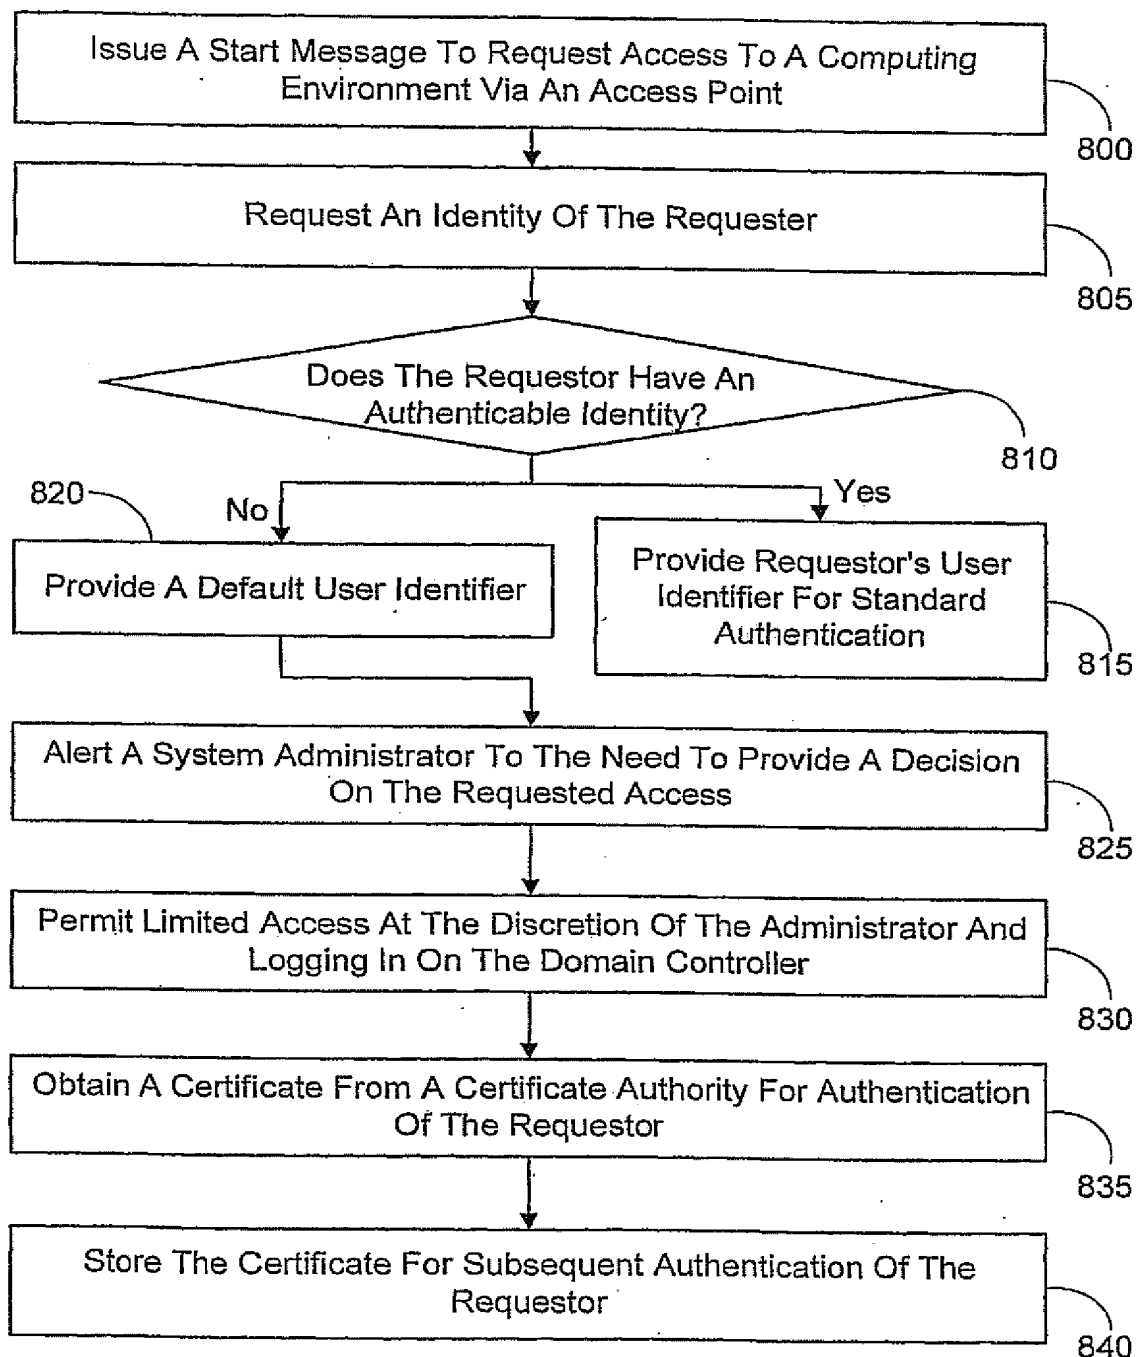 Issue A Start Message To Request Access To A Computing
Environment Via An Access Point
800
Request An Identity Of The Requester
805
Does The Requestor Have An
Authenticable Identity?
810
820
No
Yes
Provide A Default User Identifier
Provide Requestor's User
Identifier For Standard
Authentication
815
Alert A System Administrator To The Need To Provide A Decision
On The Requested Access
825
Permit Limited Access At The Discretion Of The Administrator And
Logging In On The Domain Controller
830
Obtain A Certificate From A Certificate Authority For Authentication
Of The Requestor
835
Store The Certificate For Subsequent Authentication Of The
Requestor
840